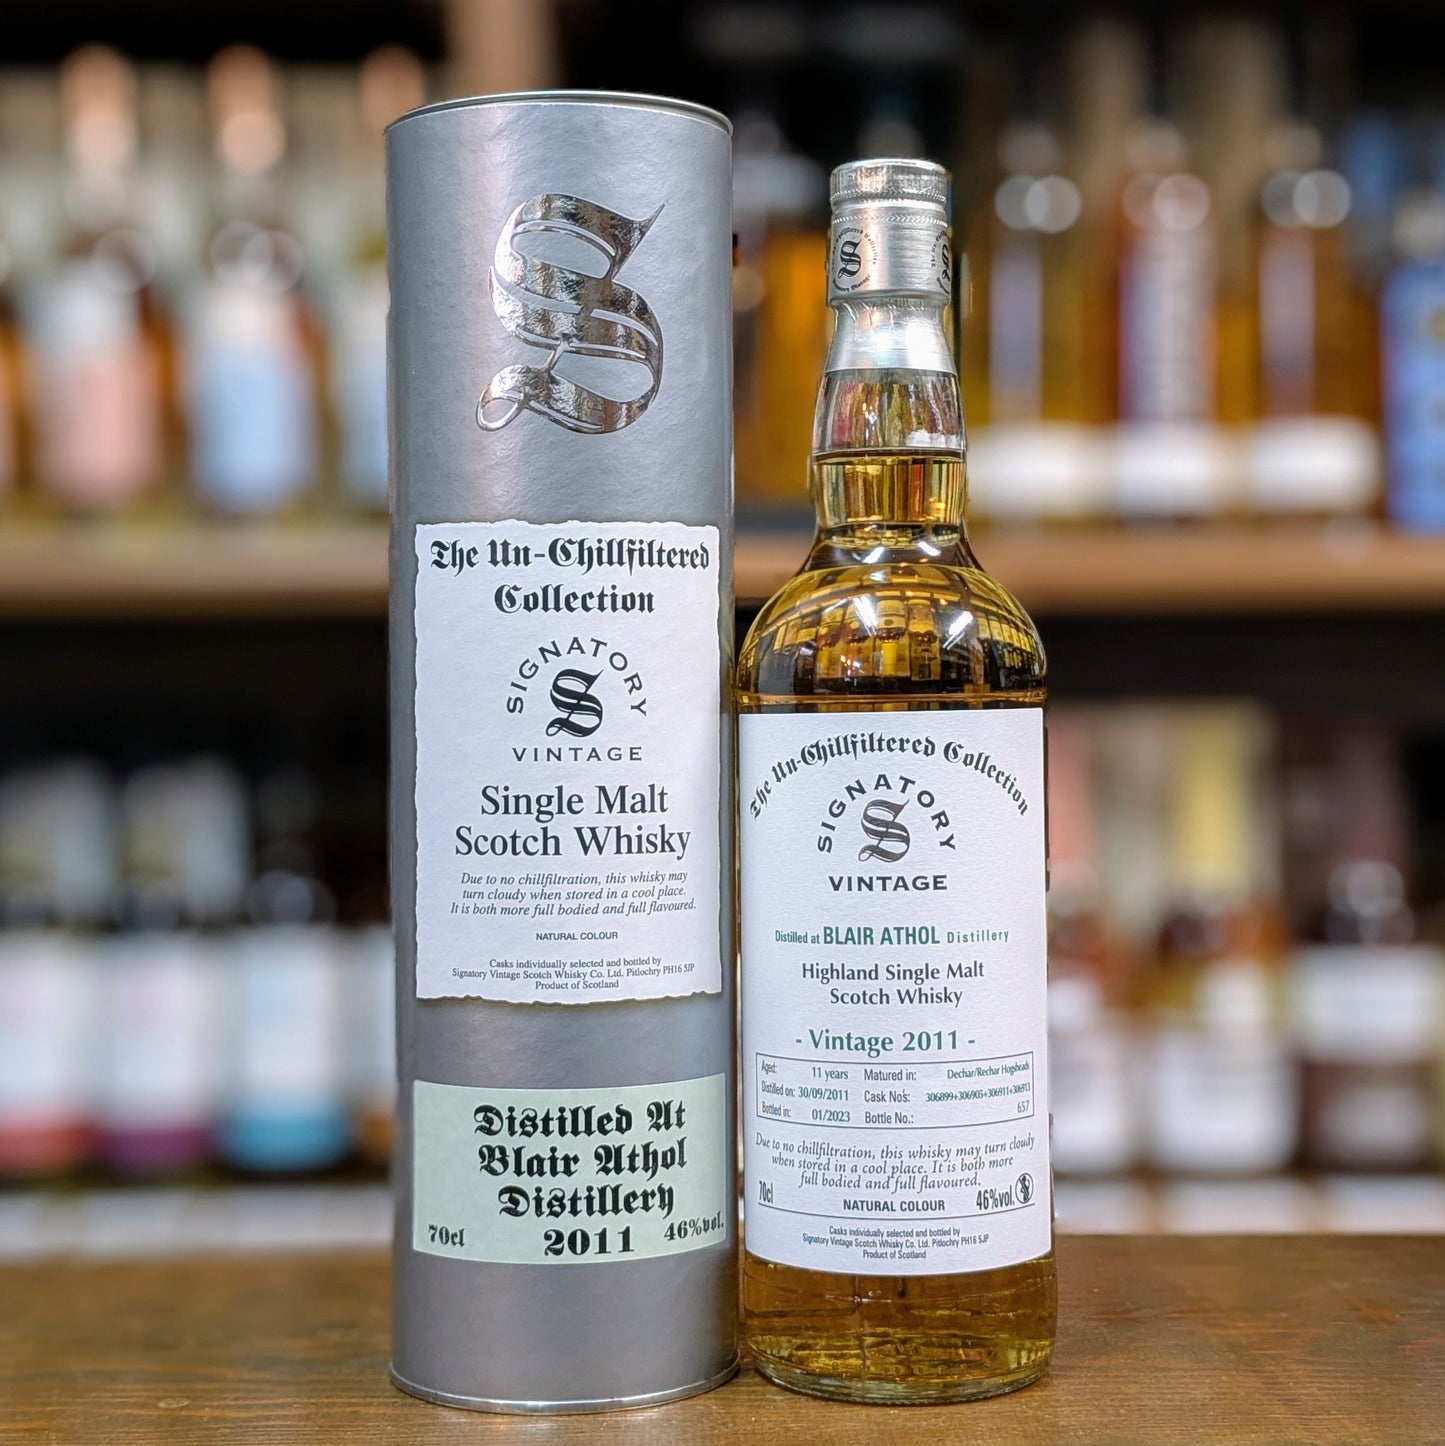 The Un-Chillfiltered
Collection
SIGNATORY
S
VINTAGE
Single Malt
Scotch Whisky
Due to no chillfiltration, this whisky may
turn cloudy when stored in a cool place.
It is both more full bodied and full flavoured.
NATURAL COLOUR
Casks individually selected and bottled by
Signatory Vintage Scotch Whisky Co. Ltd. Pitlochry PH16 5JP
Product of Scotland
Distilled At
Blair Athol
Distillery
70cl 2011 46%vol.
The Un-Chillfiltered Collection
SIGNATORY
S
VINTAGE
Distilled at BLAIR ATHOL Distillery
Highland Single Malt
Scotch Whisky
- Vintage 2011 -
Aged: 11 years Matured in: Dechar/Rechar Hogsheads
Distilled on: 30/09/2011 Cask No's: 306899+306905+306911+306913
Bottled in: 01/2023 Bottle No.: 657
Due to no chillfiltration, this whisky may turn cloudy
when stored in a cool place. It is both more
full bodied and full flavoured.
70cl NATURAL COLOUR 46%vol.
Casks individually selected and bottled by
Signatory Vintage Scotch Whisky Co. Ltd. Pitlochry PH16 5JP
Product of Scotland